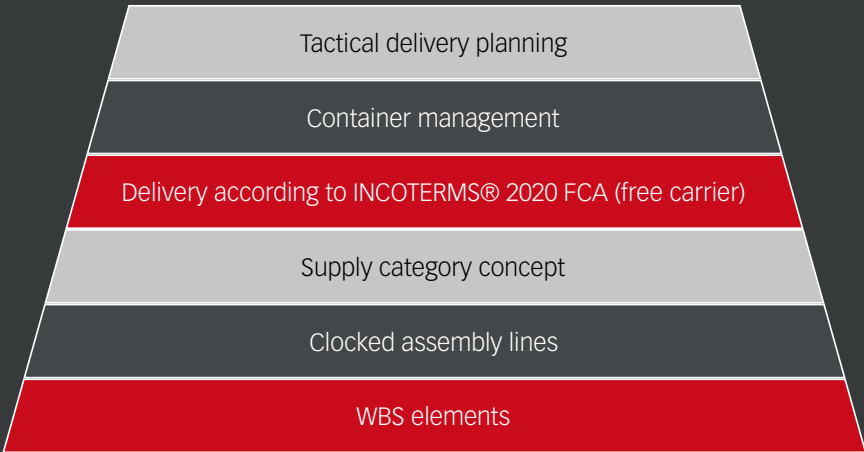 Tactical delivery planning
Container management
Delivery according to INCOTERMS® 2020 FCA (free carrier)
Supply category concept
Clocked assembly lines
WBS elements